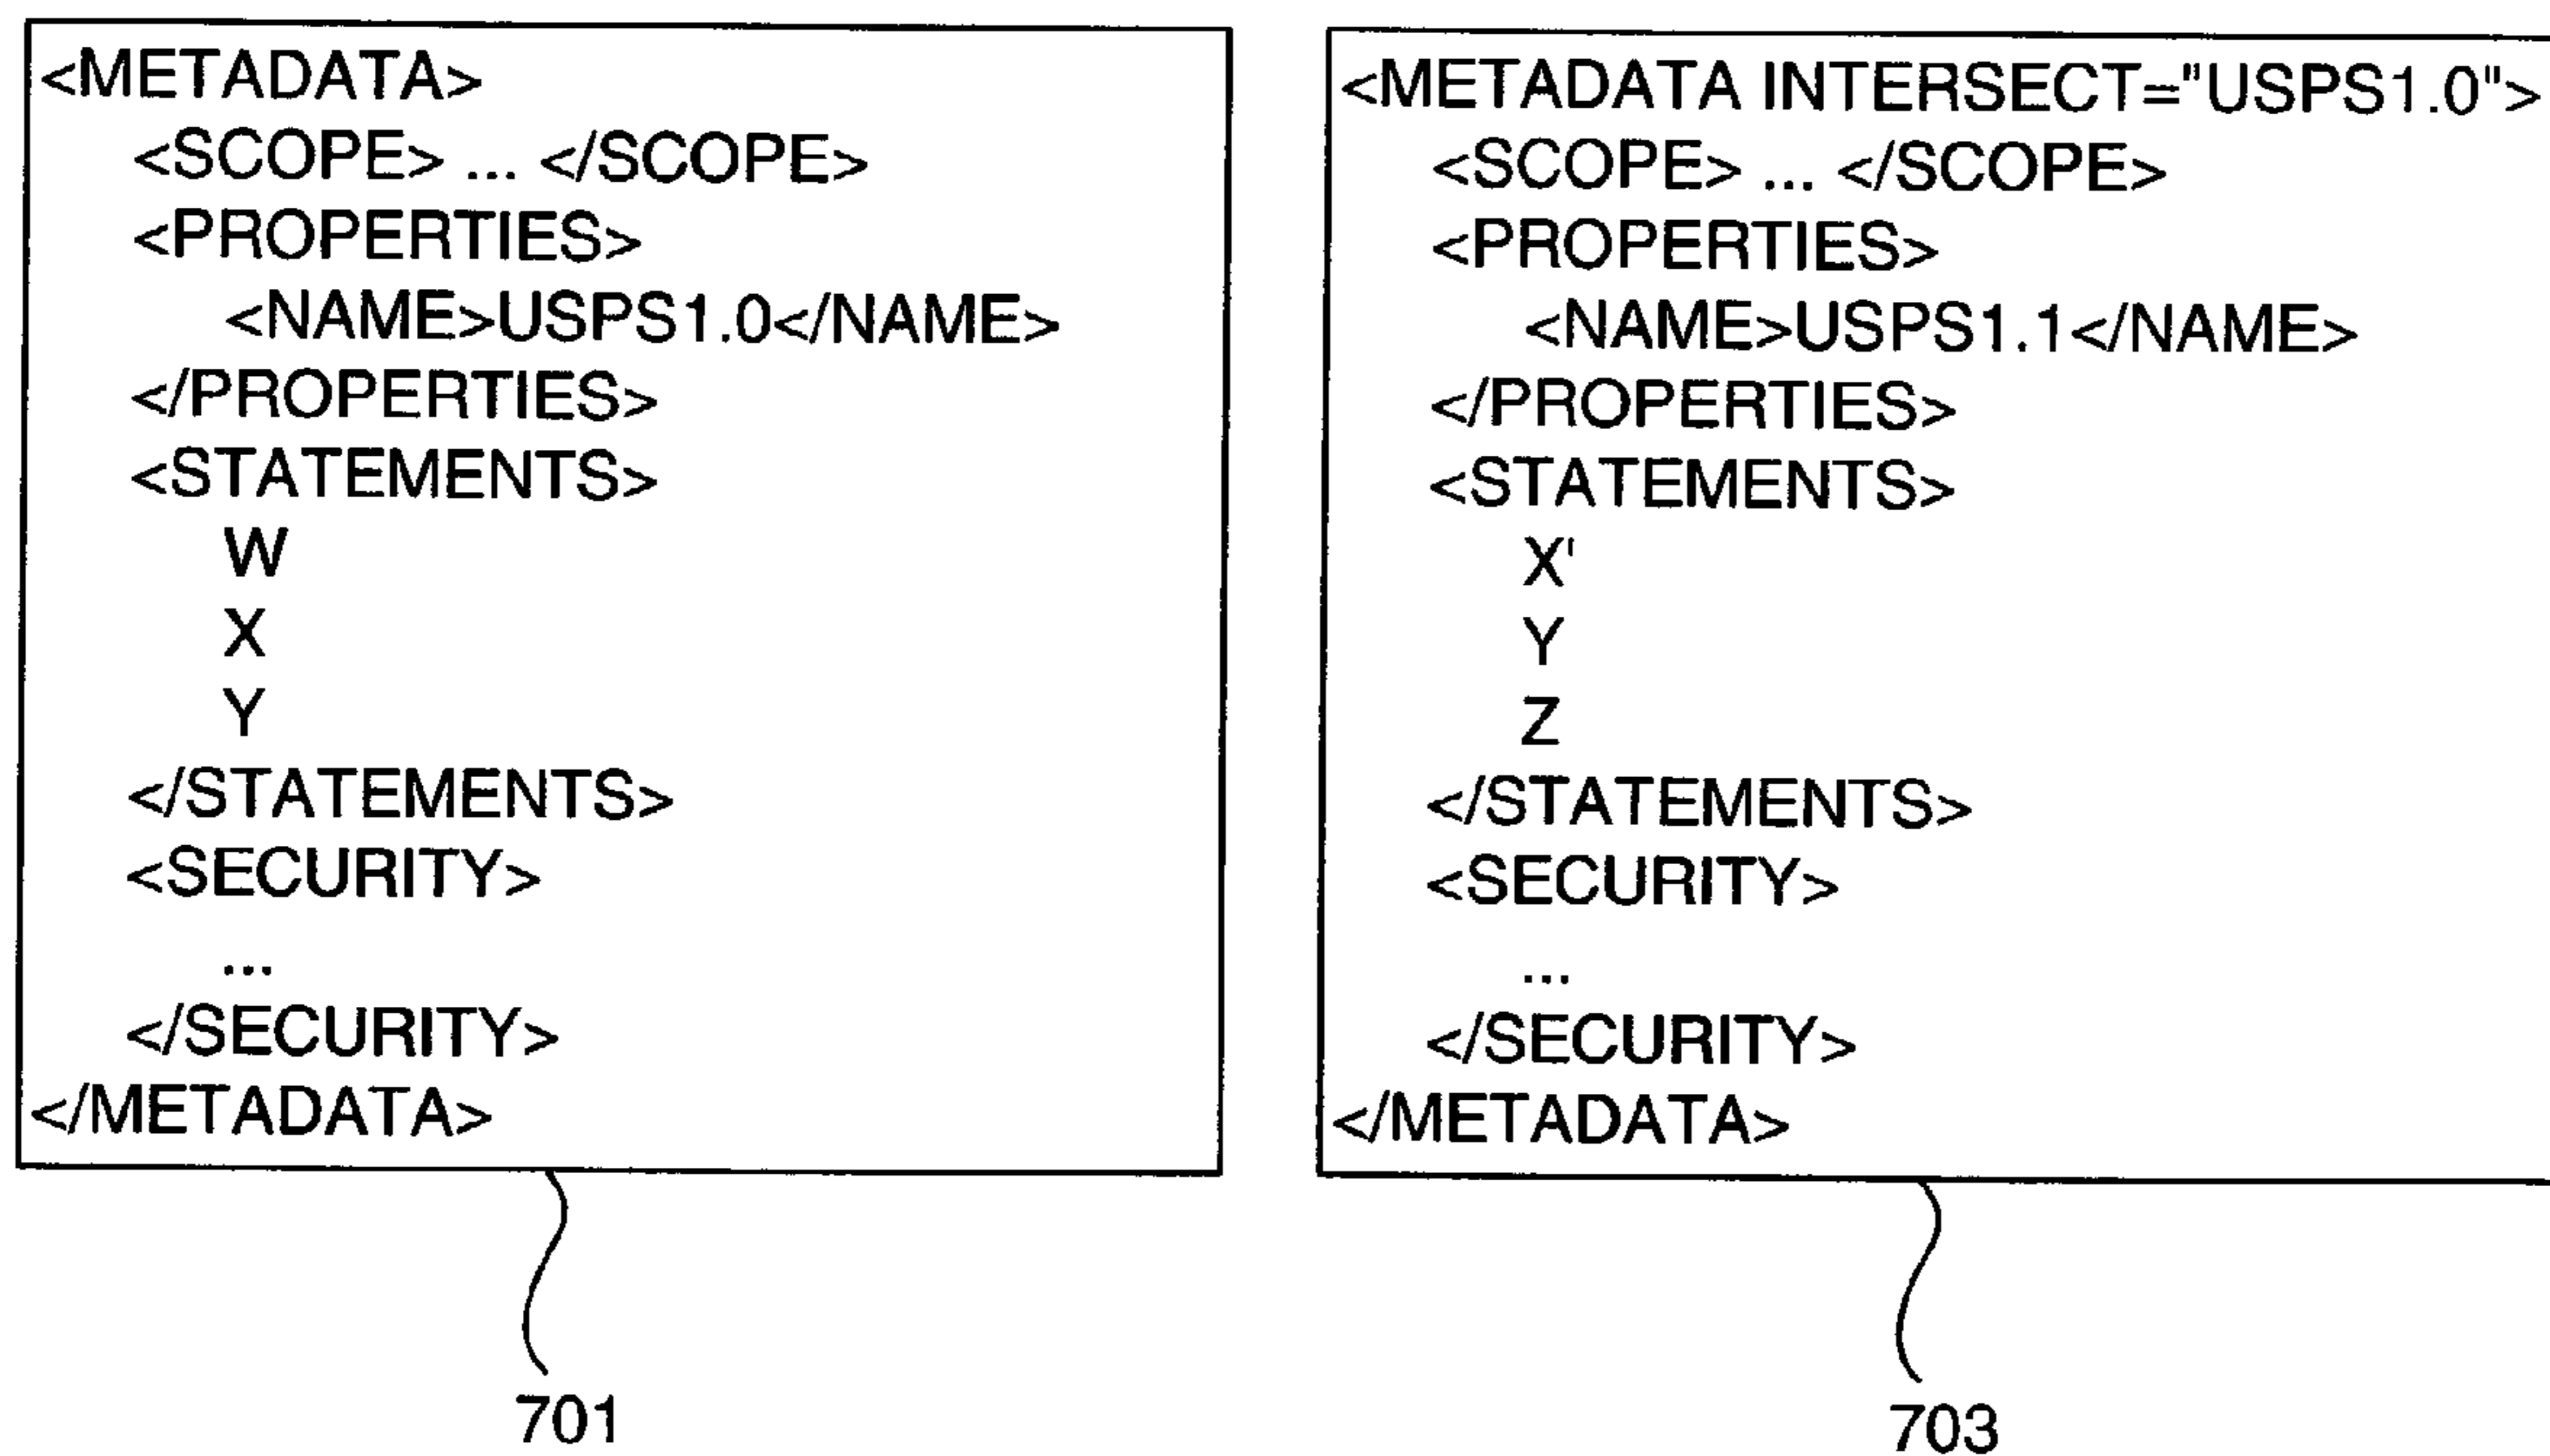 <METADATA>
<SCOPE> ... </SCOPE>
<PROPERTIES>
<NAME>USPS1.0</NAME>
</PROPERTIES>
<STATEMENTS>
W
X
Y
</STATEMENTS>
<SECURITY>
...
</SECURITY>
</METADATA>
701
<METADATA INTERSECT="USPS1.0">
<SCOPE> ... </SCOPE>
<PROPERTIES>
<NAME>USPS1.1</NAME>
</PROPERTIES>
<STATEMENTS>
X'
Y
Z
</STATEMENTS>
<SECURITY>
...
</SECURITY>
</METADATA>
703